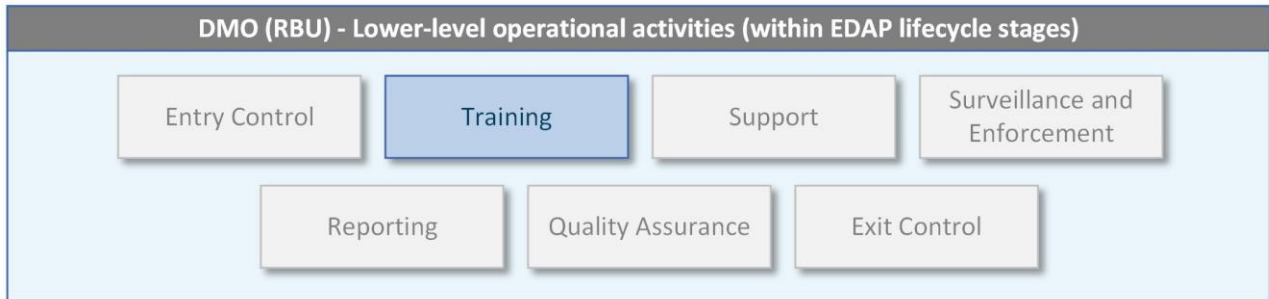 DMO (RBU) - Lower-level operational activities (within EDAP lifecycle stages)
Entry Control
Training
Support
Surveillance and
Enforcement
Reporting
Quality Assurance
Exit Control